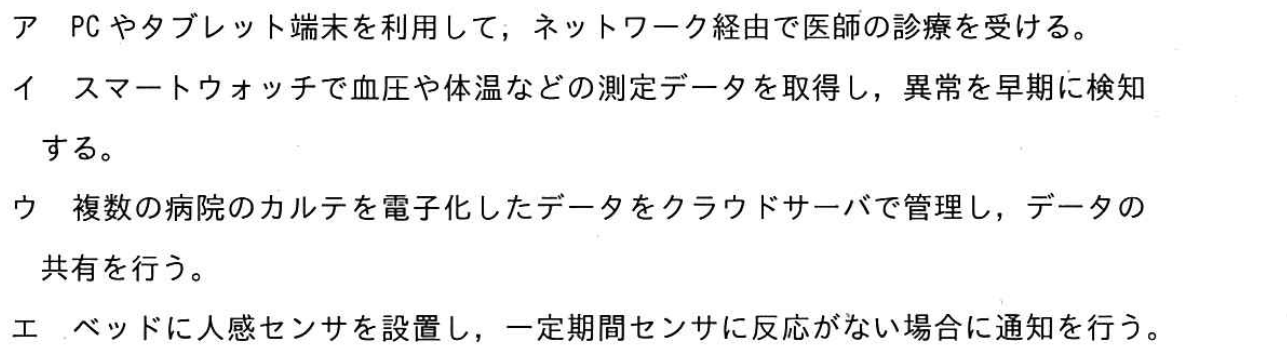 ア　PCやタブレット端末を利用して，ネットワーク経由で医師の診療を受ける。
イ　スマートウォッチで血圧や体温などの測定データを取得し，異常を早期に検知
する。
ウ　複数の病院のカルテを電子化したデータをクラウドサーバで管理し，データの
共有を行う。
エ　ベッドに人感センサを設置し，一定期間センサに反応がない場合に通知を行う。